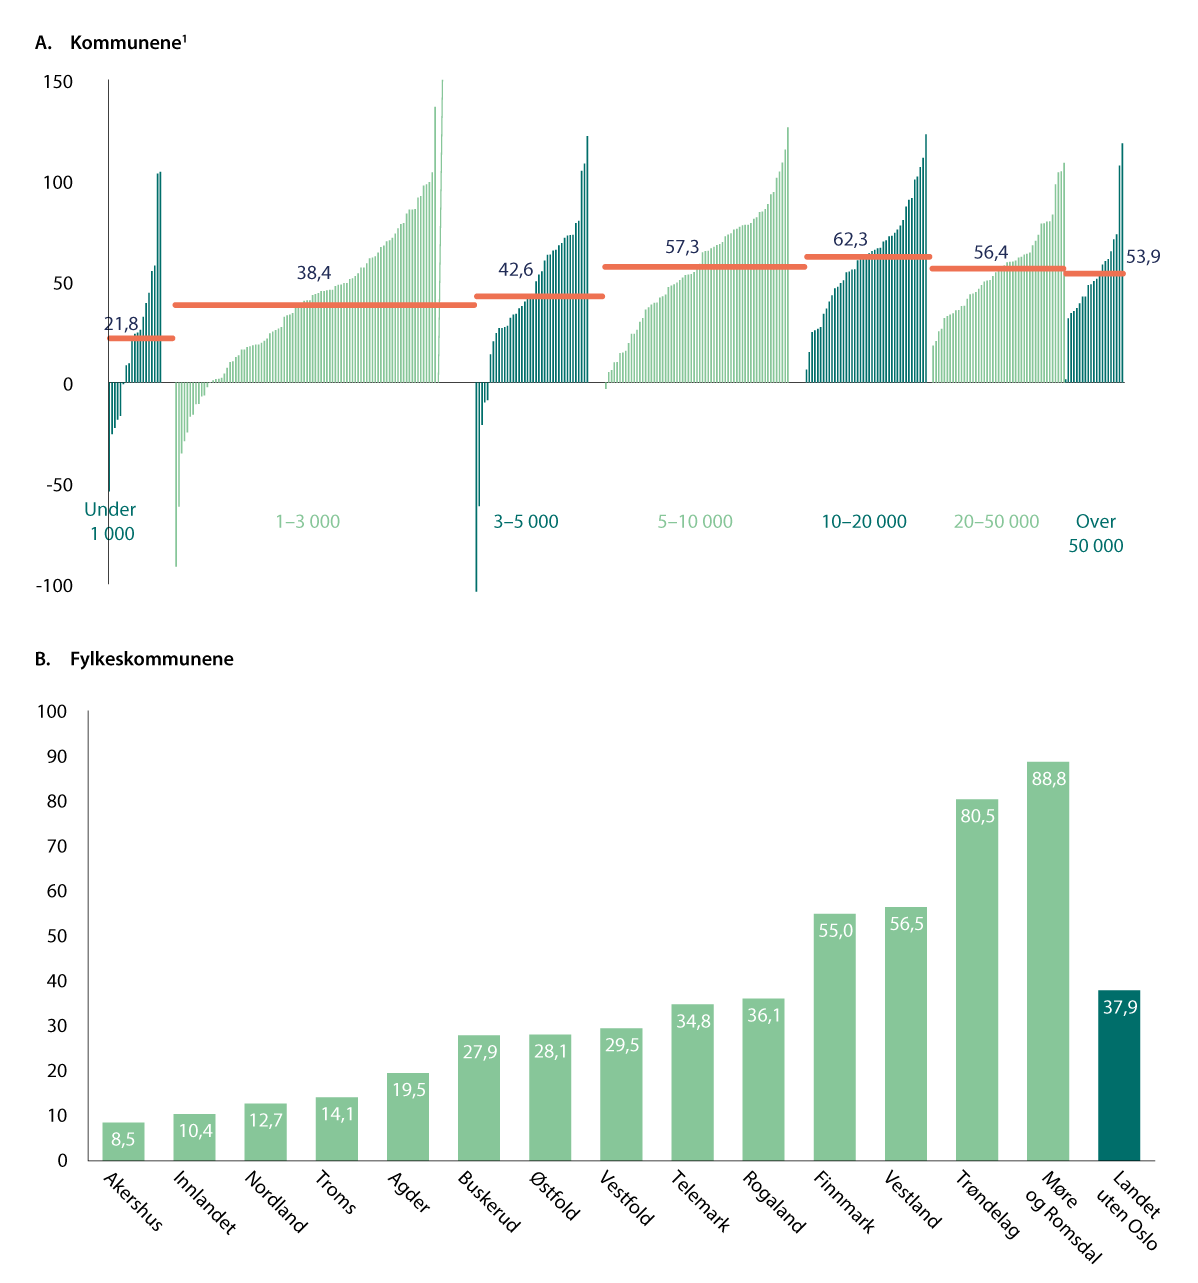 A. Kommunene¹
150
100
50
0
-50
-100
21,8
38,4
42,6
57,3
62,3
56,4
53,9
Under
1 000
1–3 000
3–5 000
5–10 000
10–20 000
20–50 000
Over
50 000
B. Fylkeskommunene
100
90
80
70
60
50
40
30
20
10
0
8,5
10,4
12,7
14,1
19,5
27,9
28,1
29,5
34,8
36,1
55,0
56,5
80,5
88,8
37,9
Akershus
Innlandet
Nordland
Troms
Agder
Buskerud
Østfold
Vestfold
Telemark
Rogaland
Finnmark
Vestland
Trøndelag
Møre
og Romsdal
Landet
uten Oslo